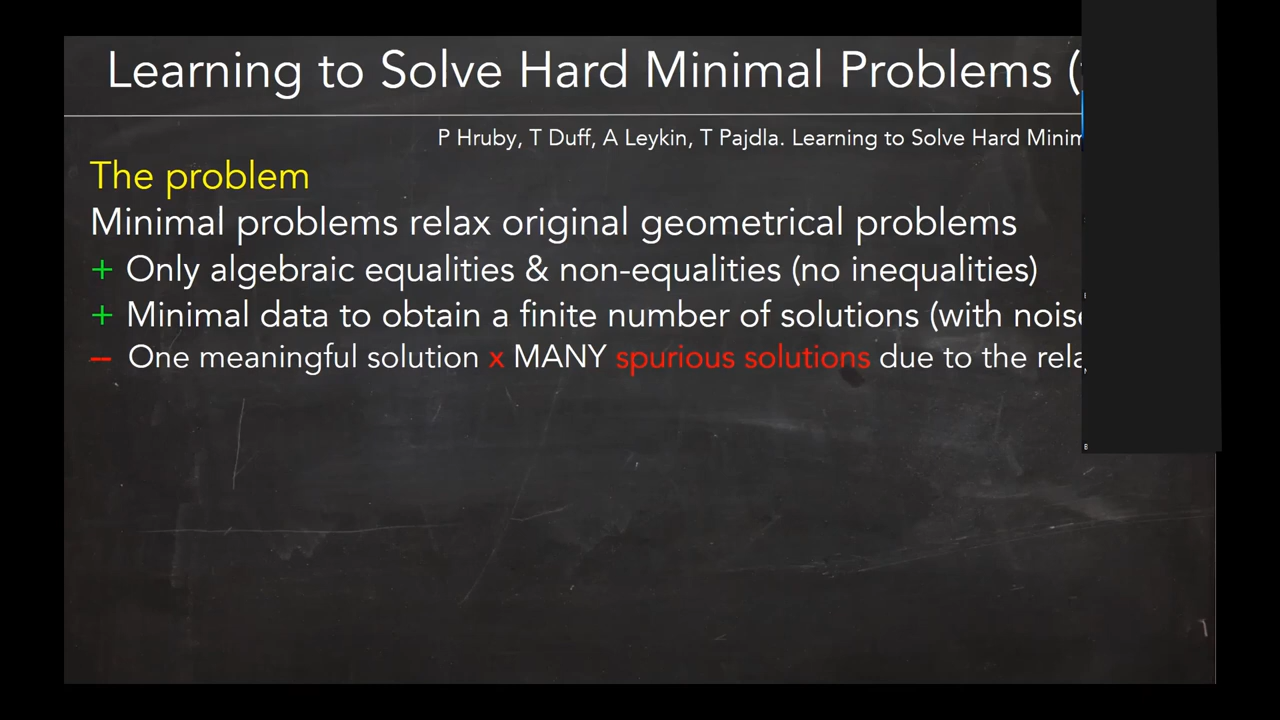 Learning to Solve Hard Minimal Problems (
P Hruby, T Duff, A Leykin, T Pajdla. Learning to Solve Hard Minim
The problem
Minimal problems relax original geometrical problems
+ Only algebraic equalities & non-equalities (no inequalities)
+ Minimal data to obtain a finite number of solutions (with nois
– One meaningful solution x MANY spurious solutions due to the rela